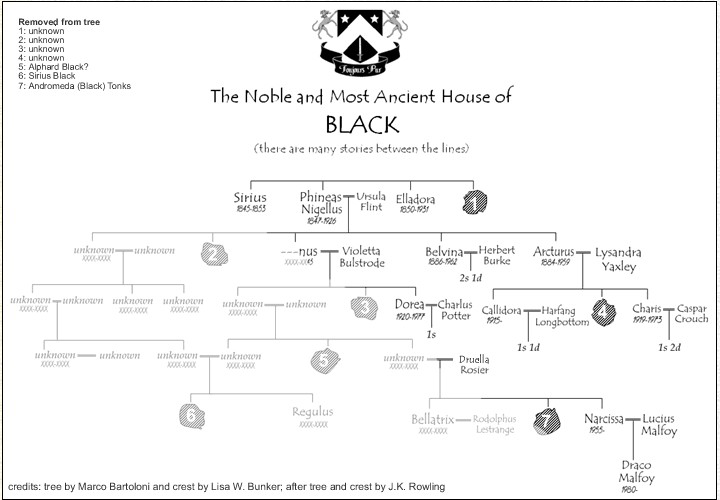 Removed from tree
1: unknown
2: unknown
3: unknown
4: unknown
5: Alphard Black?
6: Sirius Black
7: Andromeda (Black) Tonks
Toujours Pur
The Noble and Most Ancient House of
BLACK
(there are many stories between the lines)
Sirius
1845-1853
Phineas Nigellus
1847-1925
Ursula Flint
Elladora
1850-1931
1
unknown
XXXX-XXXX
unknown
2
---nus
XXXX-XX45
Violetta Bulstrode
Belvina
1886-1962
Herbert Burke
2s 1d
Arcturus
1884-1959
Lysandra Yaxley
unknown
XXXX-XXXX
unknown
unknown
XXXX-XXXX
unknown
XXXX-XXXX
unknown
XXXX-XXXX
unknown
3
Dorea
1920-1977
Charlus Potter
1s
Callidora
1915-
Harfang Longbottom
1s 1d
4
Charis
1919-1973
Caspar Crouch
1s 2d
unknown
XXXX-XXXX
unknown
unknown
XXXX-XXXX
unknown
XXXX-XXXX
5
unknown
XXXX-XXXX
Druella Rosier
6
Regulus
XXXX-XXXX
Bellatrix
XXXX-XXXX
Rodolphus Lestrange
7
Narcissa
1955-
Lucius Malfoy
Draco Malfoy
1980-
credits: tree by Marco Bartoloni and crest by Lisa W. Bunker; after tree and crest by J.K. Rowling